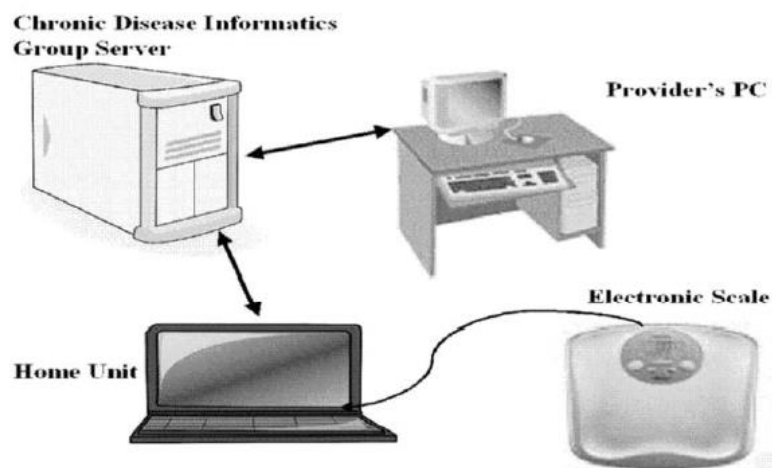 Chronic Disease Informatics
Group Server
Provider's PC
Electronic Scale
Home Unit